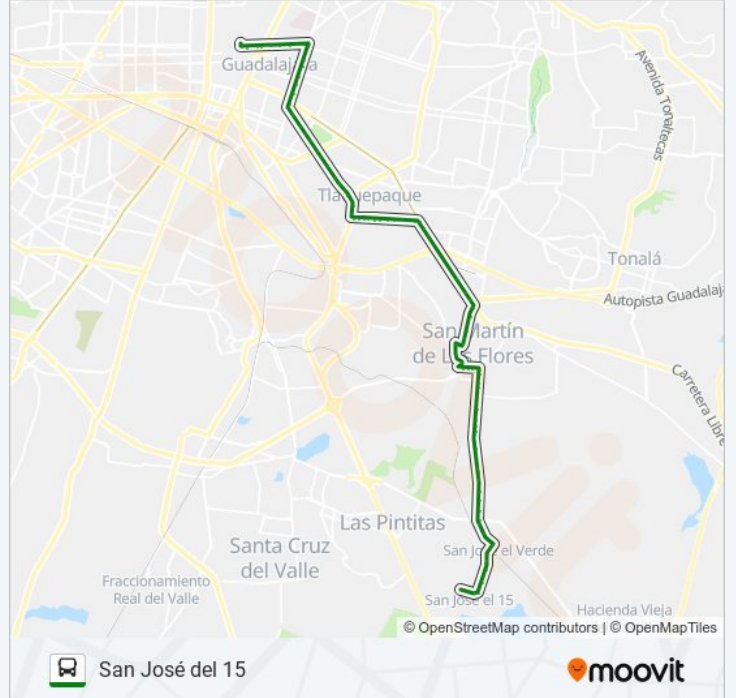 Guadalajara
Avenida Tonaltecas
Tlaquepaque
Tonalá
Autopista Guadalaj
San Martín
de Las Flores
Carretera Libre
Las Pintitas
Santa Cruz
del Valle
San José el Verde
Fraccionamiento
Real del Valle
San José el 15
Hacienda Vieja
© OpenStreetMap contributors | © OpenMapTiles
San José del 15
moovit